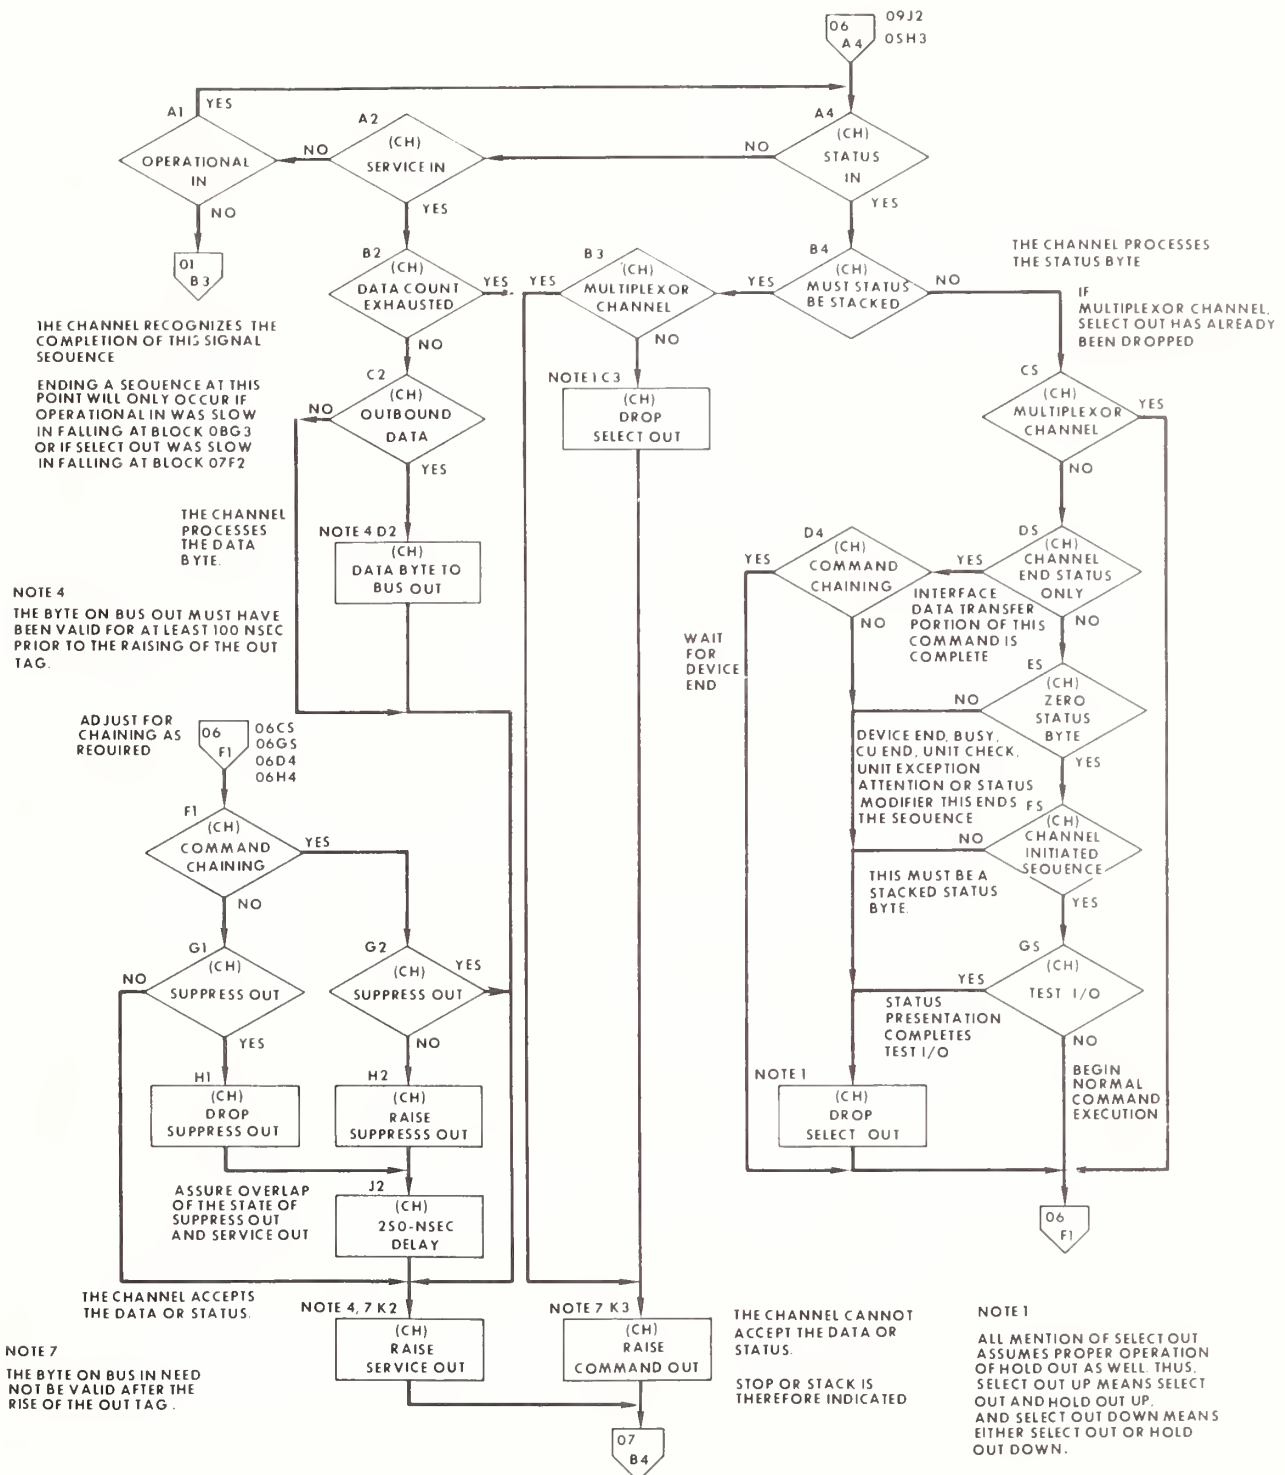 06
A4
09J2
0SH3
A1
YES
OPERATIONAL
IN
NO
01
B3
A2
(CH)
SERVICE IN
NO
YES
A4
(CH)
STATUS
IN
NO
YES
B2
(CH)
DATA COUNT
EXHAUSTED
YES
NO
B3
(CH)
MULTIPLEXOR
CHANNEL
YES
NO
B4
(CH)
MUST STATUS
BE STACKED
YES
NO
THE CHANNEL PROCESSES
THE STATUS BYTE
IF
MULTIPLEXOR CHANNEL,
SELECT OUT HAS ALREADY
BEEN DROPPED
THE CHANNEL RECOGNIZES THE
COMPLETION OF THIS SIGNAL
SEQUENCE
ENDING A SEQUENCE AT THIS
POINT WILL ONLY OCCUR IF
OPERATIONAL IN WAS SLOW
IN FALLING AT BLOCK 0BG3
OR IF SELECT OUT WAS SLOW
IN FALLING AT BLOCK 07F2
C2
(CH)
OUTBOUND
DATA
NO
YES
NOTE 1 C3
(CH)
DROP
SELECT OUT
CS
(CH)
MULTIPLEXOR
CHANNEL
YES
NO
THE CHANNEL
PROCESSES
THE DATA
BYTE.
NOTE 4 D2
(CH)
DATA BYTE TO
BUS OUT
D4
(CH)
COMMAND
CHAINING
YES
NO
DS
(CH)
CHANNEL
END STATUS
ONLY
YES
NO
INTERFACE
DATA TRANSFER
PORTION OF THIS
COMMAND IS
COMPLETE
NOTE 4
THE BYTE ON BUS OUT MUST HAVE
BEEN VALID FOR AT LEAST 100 NSEC
PRIOR TO THE RAISING OF THE OUT
TAG.
WAIT
FOR
DEVICE
END
ES
(CH)
ZERO
STATUS
BYTE
NO
YES
DEVICE END, BUSY,
CU END, UNIT CHECK,
UNIT EXCEPTION
ATTENTION OR STATUS
MODIFIER THIS ENDS
THE SEQUENCE
ADJUST FOR
CHAINING AS
REQUIRED
06
F1
06CS
06GS
06D4
06H4
F1
(CH)
COMMAND
CHAINING
YES
NO
FS
(CH)
CHANNEL
INITIATED
SEQUENCE
NO
YES
THIS MUST BE A
STACKED STATUS
BYTE.
G1
(CH)
SUPPRESS OUT
NO
YES
G2
(CH)
SUPPRESS OUT
YES
NO
GS
(CH)
TEST I/O
YES
NO
STATUS
PRESENTATION
COMPLETES
TEST I/O
BEGIN
NORMAL
COMMAND
EXECUTION
H1
(CH)
DROP
SUPPRESS OUT
H2
(CH)
RAISE
SUPPRESSS OUT
NOTE 1
(CH)
DROP
SELECT OUT
ASSURE OVERLAP
OF THE STATE OF
SUPPRESS OUT
AND SERVICE OUT
J2
(CH)
2S0-NSEC
DELAY
06
F1
THE CHANNEL ACCEPTS
THE DATA OR STATUS.
NOTE 4, 7 K2
(CH)
RAISE
SERVICE OUT
NOTE 7 K3
(CH)
RAISE
COMMAND OUT
THE CHANNEL CANNOT
ACCEPT THE DATA OR
STATUS.
STOP OR STACK IS
THEREFORE INDICATED
NOTE 1
ALL MENTION OF SELECT OUT
ASSUMES PROPER OPERATION
OF HOLD OUT AS WELL. THUS,
SELECT OUT UP MEANS SELECT
OUT AND HOLD OUT UP,
AND SELECT OUT DOWN MEANS
EITHER SELECT OUT OR HOLD
OUT DOWN.
NOTE 7
THE BYTE ON BUS IN NEED
NOT BE VALID AFTER THE
RISE OF THE OUT TAG.
07
B4